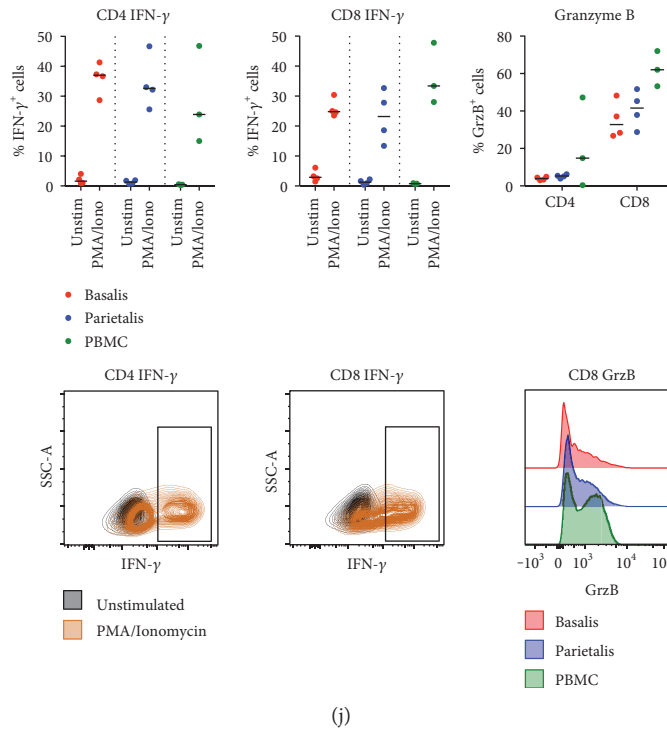 CD4 IFN-γ
% IFN-γ+ cells
50
40
30
20
10
0
Unstim
PMA/Iono
Unstim
PMA/Iono
Unstim
PMA/Iono
CD8 IFN-γ
% IFN-γ+ cells
50
40
30
20
10
0
Unstim
PMA/Iono
Unstim
PMA/Iono
Unstim
PMA/Iono
Granzyme B
% GrzB+ cells
100
80
60
40
20
0
CD4
CD8
Basalis
Parietalis
PBMC
CD4 IFN-γ
SSC-A
IFN-γ
CD8 IFN-γ
SSC-A
IFN-γ
CD8 GrzB
−10³ 0 10³ 10⁴
GrzB
Unstimulated
PMA/Ionomycin
Basalis
Parietalis
PBMC
(j)